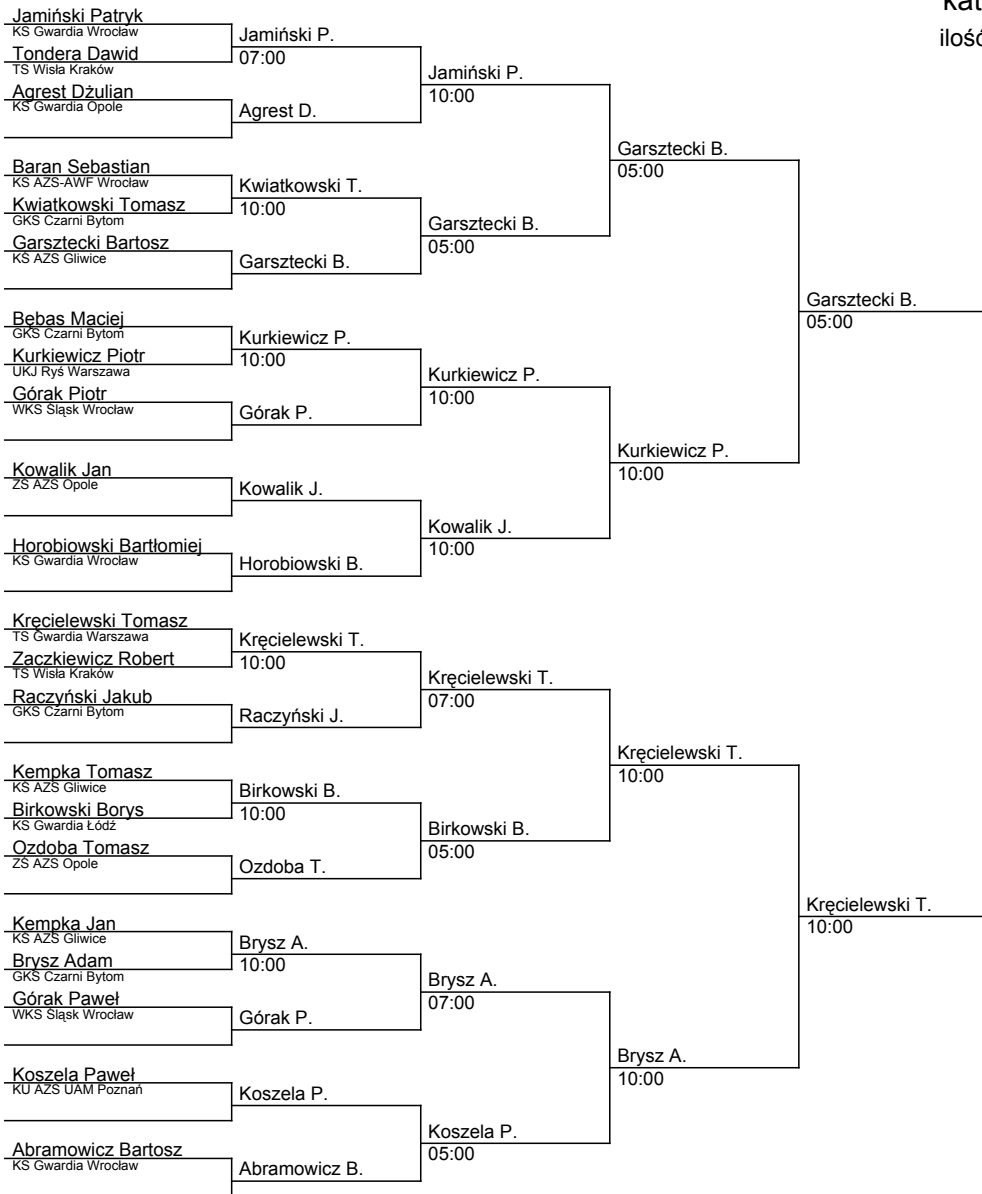 kat
ilość
Jamiński Patryk
KS Gwardia Wrocław
Tondera Dawid
TS Wisła Kraków
Agrest Dżulian
KS Gwardia Opole
Baran Sebastian
KS AZS-AWF Wrocław
Kwiatkowski Tomasz
GKS Czarni Bytom
Garsztecki Bartosz
KŚ AZS Gliwice
Bębas Maciej
GKS Czarni Bytom
Kurkiewicz Piotr
UKJ Ryś Warszawa
Górak Piotr
WKS Śląsk Wrocław
Kowalik Jan
ZŚ AZS Opole
Horobiowski Bartłomiej
KS Gwardia Wrocław
Kręcielewski Tomasz
TS Gwardia Warszawa
Zaczkiewicz Robert
TS Wisła Kraków
Raczyński Jakub
GKS Czarni Bytom
Kempka Tomasz
KŚ AZS Gliwice
Birkowski Borys
KS Gwardia Łódź
Ozdoba Tomasz
ZŚ AZS Opole
Kempka Jan
KŚ AZS Gliwice
Brysz Adam
GKS Czarni Bytom
Górak Paweł
WKS Śląsk Wrocław
Koszela Paweł
KU AZS UAM Poznań
Abramowicz Bartosz
KS Gwardia Wrocław
Jamiński P.
07:00
Agrest D.
Kwiatkowski T.
10:00
Garsztecki B.
Kurkiewicz P.
10:00
Górak P.
Kowalik J.
Horobiowski B.
Kręcielewski T.
10:00
Raczyński J.
Birkowski B.
10:00
Ozdoba T.
Brysz A.
10:00
Górak P.
Koszela P.
Abramowicz B.
Jamiński P.
10:00
Garsztecki B.
05:00
Kurkiewicz P.
10:00
Kowalik J.
10:00
Kręcielewski T.
07:00
Birkowski B.
05:00
Brysz A.
07:00
Koszela P.
05:00
Garsztecki B.
05:00
Kurkiewicz P.
10:00
Kręcielewski T.
10:00
Brysz A.
10:00
Garsztecki B.
05:00
Kręcielewski T.
10:00